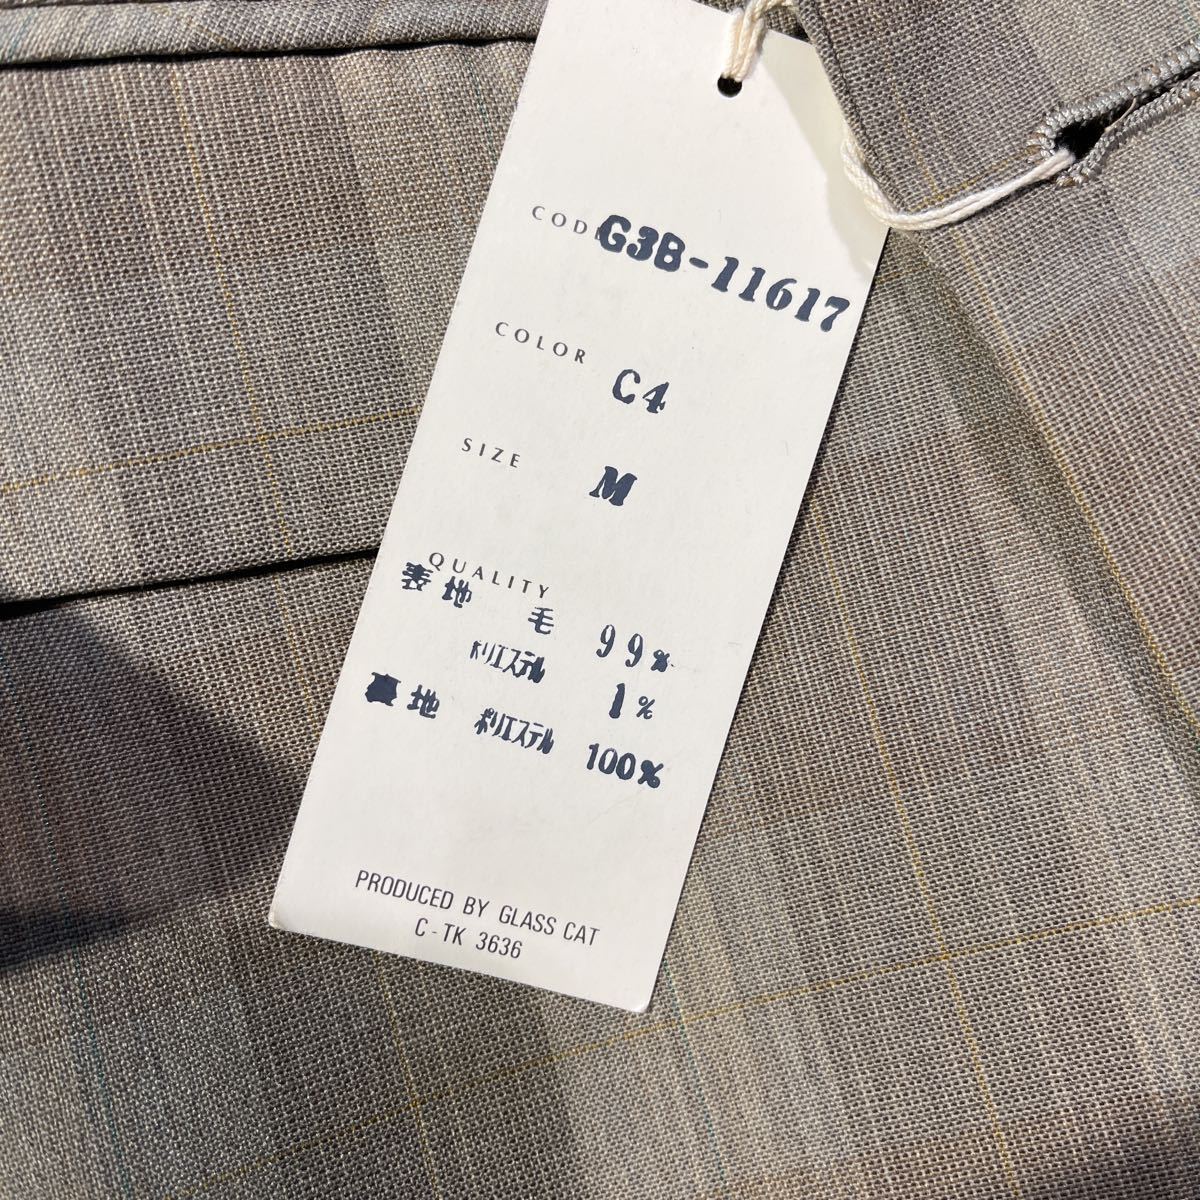 CODE G3B-11617
COLOR C4
SIZE M
QUALITY
表地 毛 99%
ポリエステル 1%
裏地 ポリエステル 100%
PRODUCED BY GLASS CAT
C-TK 3636